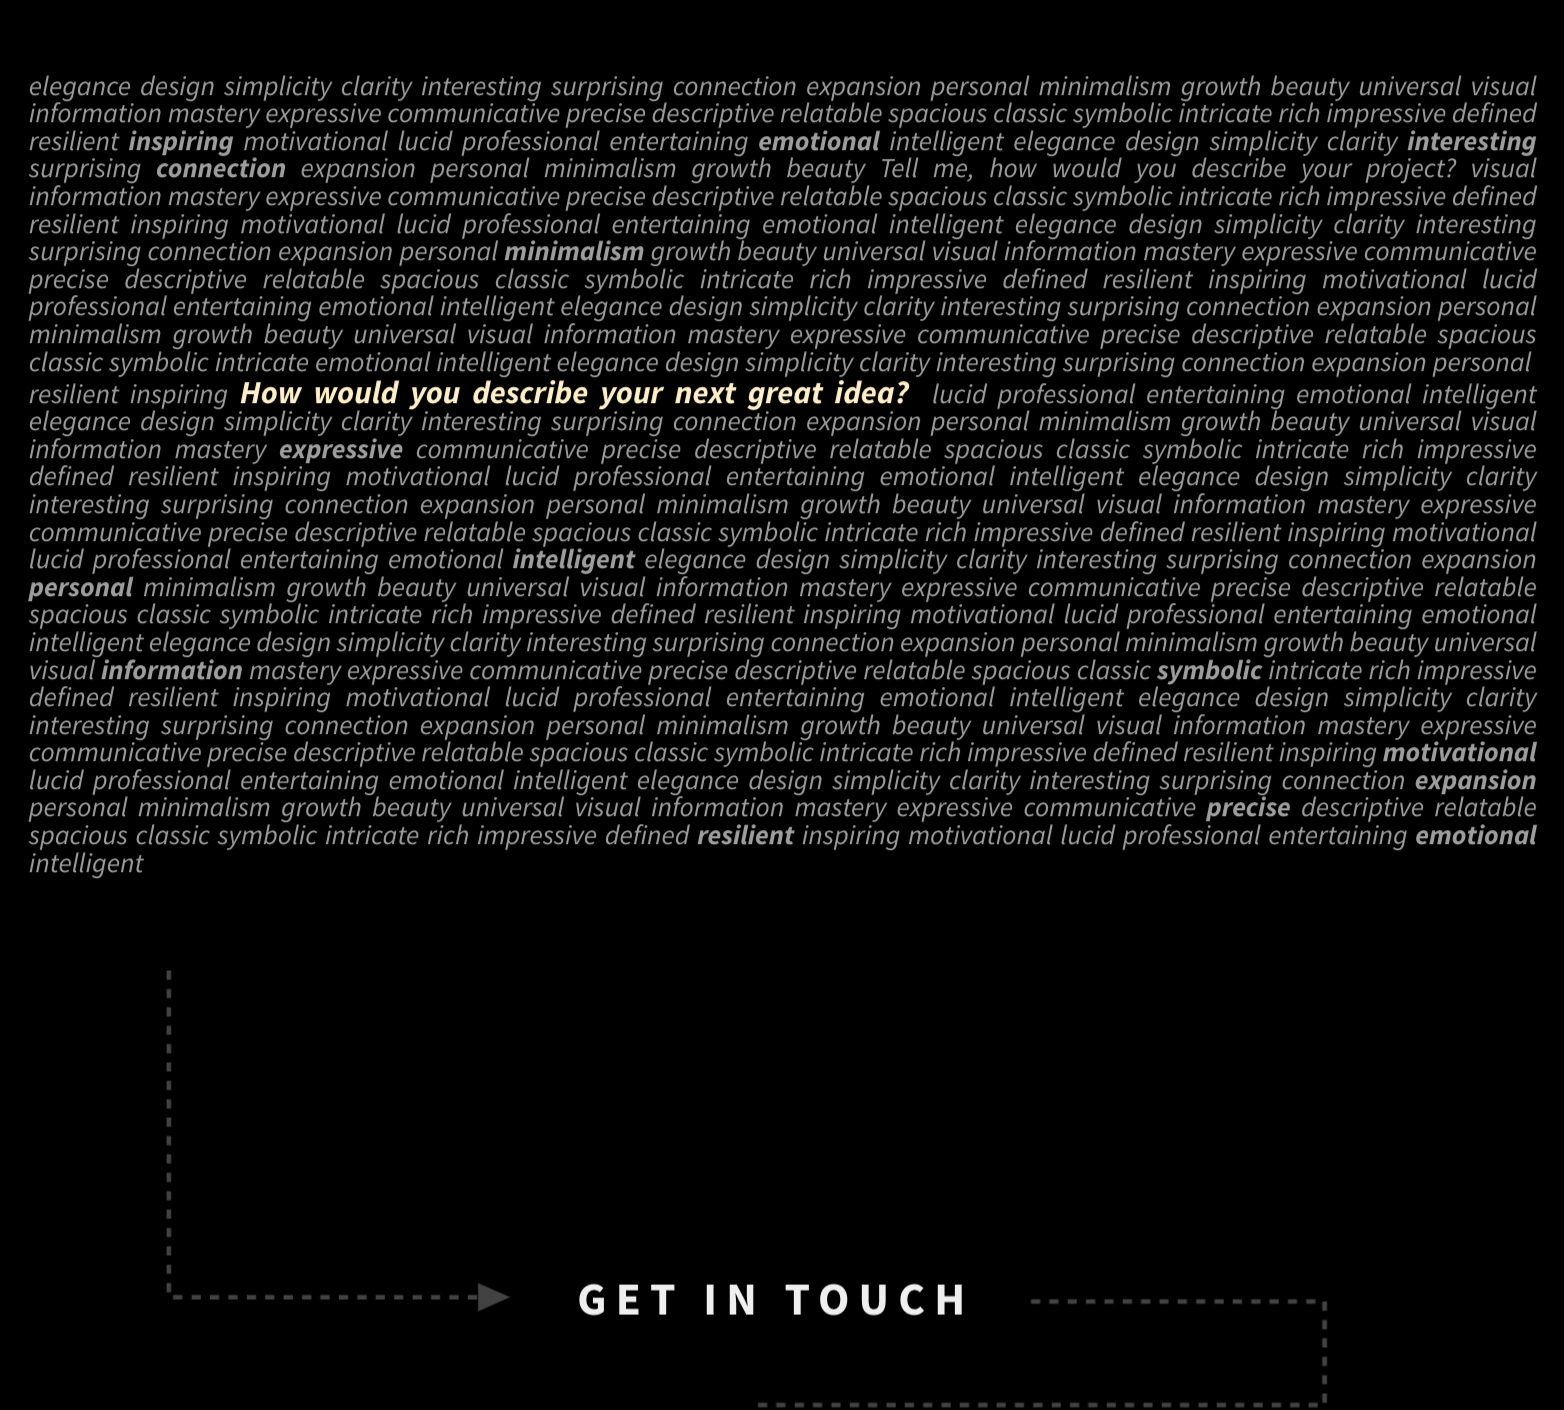 elegance design simplicity clarity interesting surprising connection expansion personal minimalism growth beauty universal visual
information mastery expressive communicative precise descriptive relatable spacious classic symbolic intricate rich impressive defined
resilient inspiring motivational lucid professional entertaining emotional intelligent elegance design simplicity clarity interesting
surprising connection expansion personal minimalism growth beauty Tell me, how would you describe your project? visual
information mastery expressive communicative precise descriptive relatable spacious classic symbolic intricate rich impressive defined
resilient inspiring motivational lucid professional entertaining emotional intelligent elegance design simplicity clarity interesting
surprising connection expansion personal minimalism growth beauty universal visual information mastery expressive communicative
precise descriptive relatable spacious classic symbolic intricate rich impressive defined resilient inspiring motivational lucid
professional entertaining emotional intelligent elegance design simplicity clarity interesting surprising connection expansion personal
minimalism growth beauty universal visual information mastery expressive communicative precise descriptive relatable spacious
classic symbolic intricate emotional intelligent elegance design simplicity clarity interesting surprising connection expansion personal
resilient inspiring How would you describe your next great idea? lucid professional entertaining emotional intelligent
elegance design simplicity clarity interesting surprising connection expansion personal minimalism growth beauty universal visual
information mastery expressive communicative precise descriptive relatable spacious classic symbolic intricate rich impressive
defined resilient inspiring motivational lucid professional entertaining emotional intelligent elegance design simplicity clarity
interesting surprising connection expansion personal minimalism growth beauty universal visual information mastery expressive
communicative precise descriptive relatable spacious classic symbolic intricate rich impressive defined resilient inspiring motivational
lucid professional entertaining emotional intelligent elegance design simplicity clarity interesting surprising connection expansion
personal minimalism growth beauty universal visual information mastery expressive communicative precise descriptive relatable
spacious classic symbolic intricate rich impressive defined resilient inspiring motivational lucid professional entertaining emotional
intelligent elegance design simplicity clarity interesting surprising connection expansion personal minimalism growth beauty universal
visual information mastery expressive communicative precise descriptive relatable spacious classic symbolic intricate rich impressive
defined resilient inspiring motivational lucid professional entertaining emotional intelligent elegance design simplicity clarity
interesting surprising connection expansion personal minimalism growth beauty universal visual information mastery expressive
communicative precise descriptive relatable spacious classic symbolic intricate rich impressive defined resilient inspiring motivational
lucid professional entertaining emotional intelligent elegance design simplicity clarity interesting surprising connection expansion
personal minimalism growth beauty universal visual information mastery expressive communicative precise descriptive relatable
spacious classic symbolic intricate rich impressive defined resilient inspiring motivational lucid professional entertaining emotional
intelligent
GET IN TOUCH